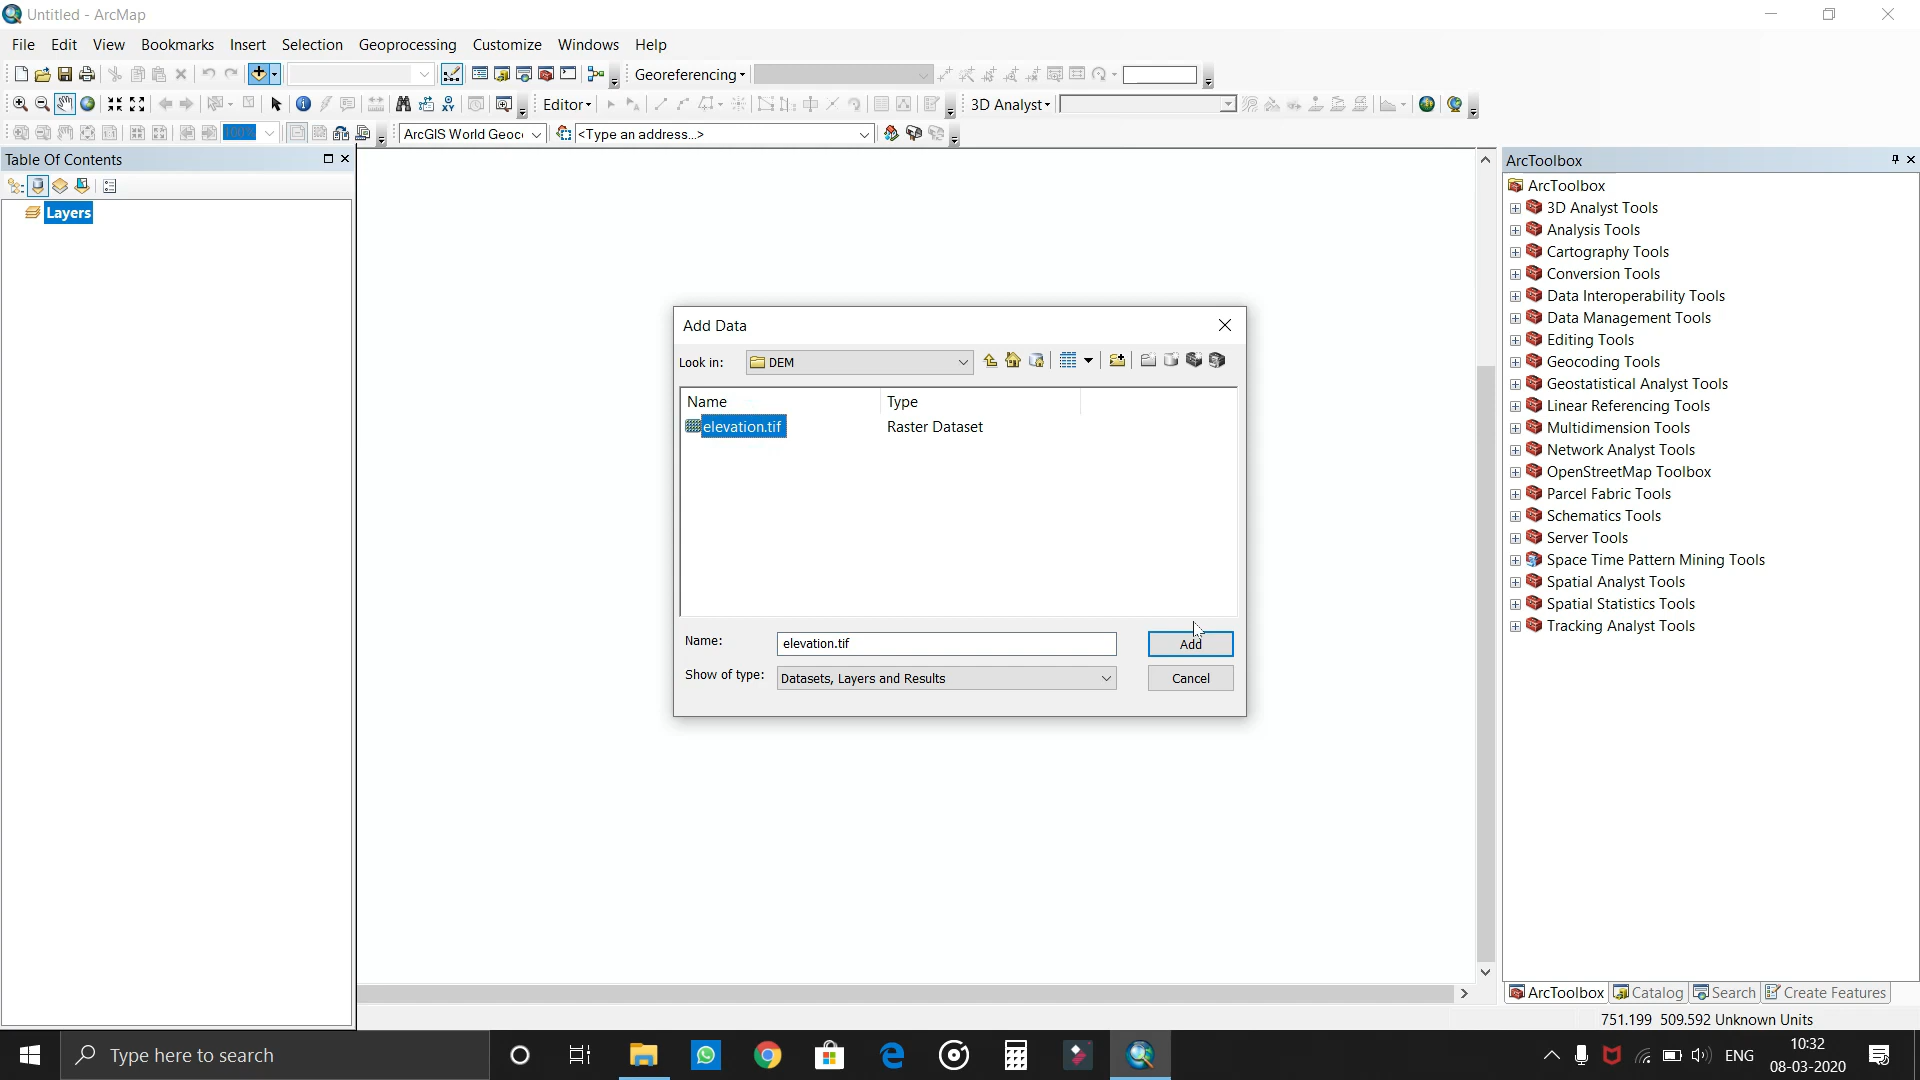 Untitled - ArcMap
File Edit View Bookmarks Insert Selection Geoprocessing Customize Windows Help
Georeferencing
Editor 3D Analyst
100% ArcGIS World Geoc <Type an address...>
Table Of Contents
Layers
Add Data
Look in: DEM
Name Type
elevation.tif Raster Dataset
Name: elevation.tif Add
Show of type: Datasets, Layers and Results Cancel
ArcToolbox
ArcToolbox
3D Analyst Tools
Analysis Tools
Cartography Tools
Conversion Tools
Data Interoperability Tools
Data Management Tools
Editing Tools
Geocoding Tools
Geostatistical Analyst Tools
Linear Referencing Tools
Multidimension Tools
Network Analyst Tools
OpenStreetMap Toolbox
Parcel Fabric Tools
Schematics Tools
Server Tools
Space Time Pattern Mining Tools
Spatial Analyst Tools
Spatial Statistics Tools
Tracking Analyst Tools
ArcToolbox Catalog Search Create Features
751.199 509.592 Unknown Units
Type here to search
ENG
10:32
08-03-2020